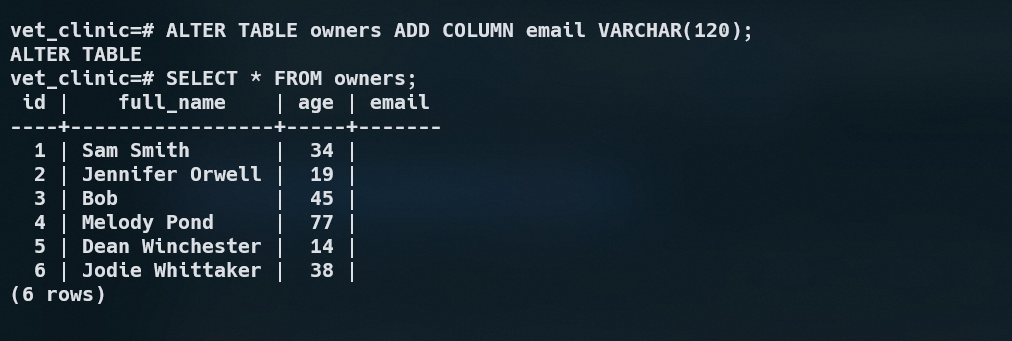 vet_clinic=# ALTER TABLE owners ADD COLUMN email VARCHAR(120);
ALTER TABLE
vet_clinic=# SELECT * FROM owners;
 id |    full_name    | age | email
----+-----------------+-----+-------
  1 | Sam Smith       |  34 |
  2 | Jennifer Orwell |  19 |
  3 | Bob             |  45 |
  4 | Melody Pond     |  77 |
  5 | Dean Winchester |  14 |
  6 | Jodie Whittaker |  38 |
(6 rows)